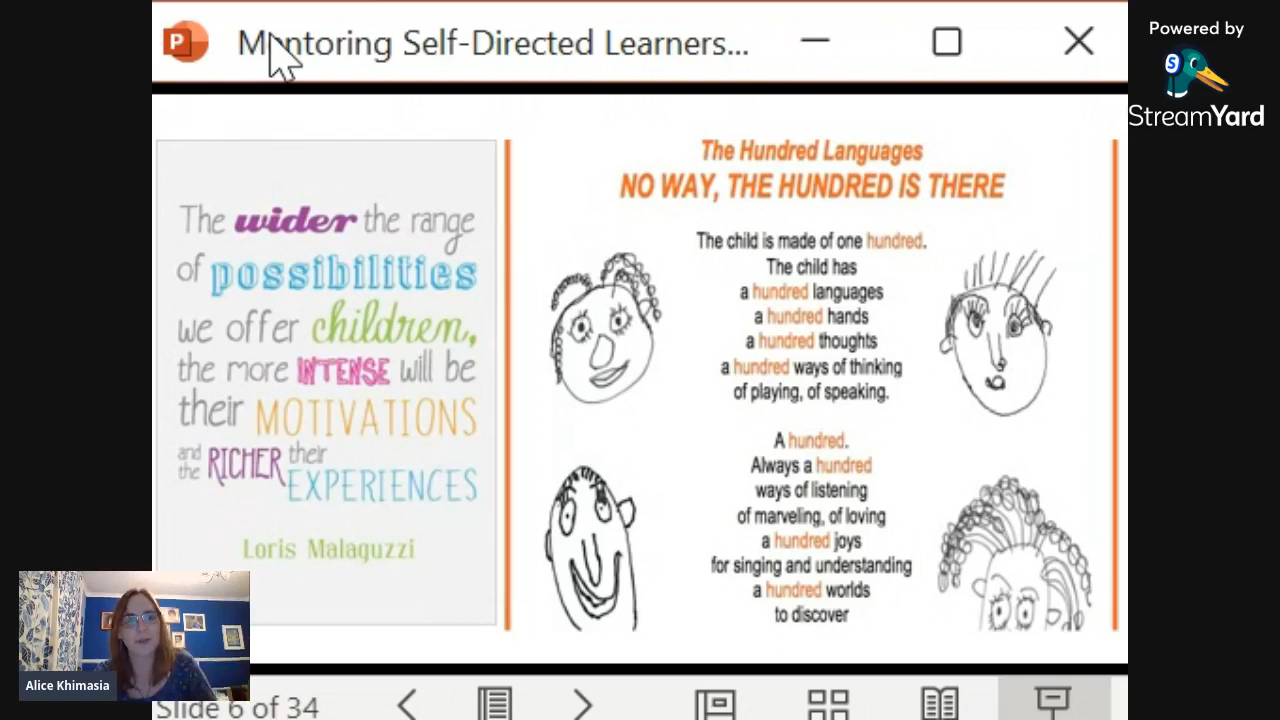 Mentoring Self-Directed Learners...
Powered by
StreamYard
The wider the range
of possibilities
we offer children,
the more INTENSE will be
their MOTIVATIONS
and the RICHER their
EXPERIENCES
Loris Malaguzzi
The Hundred Languages
NO WAY, THE HUNDRED IS THERE
The child is made of one hundred.
The child has
a hundred languages
a hundred hands
a hundred thoughts
a hundred ways of thinking
of playing, of speaking.
A hundred.
Always a hundred
ways of listening
of marveling, of loving
a hundred joys
for singing and understanding
a hundred worlds
to discover
Alice Khimasia
Slide 6 of 34